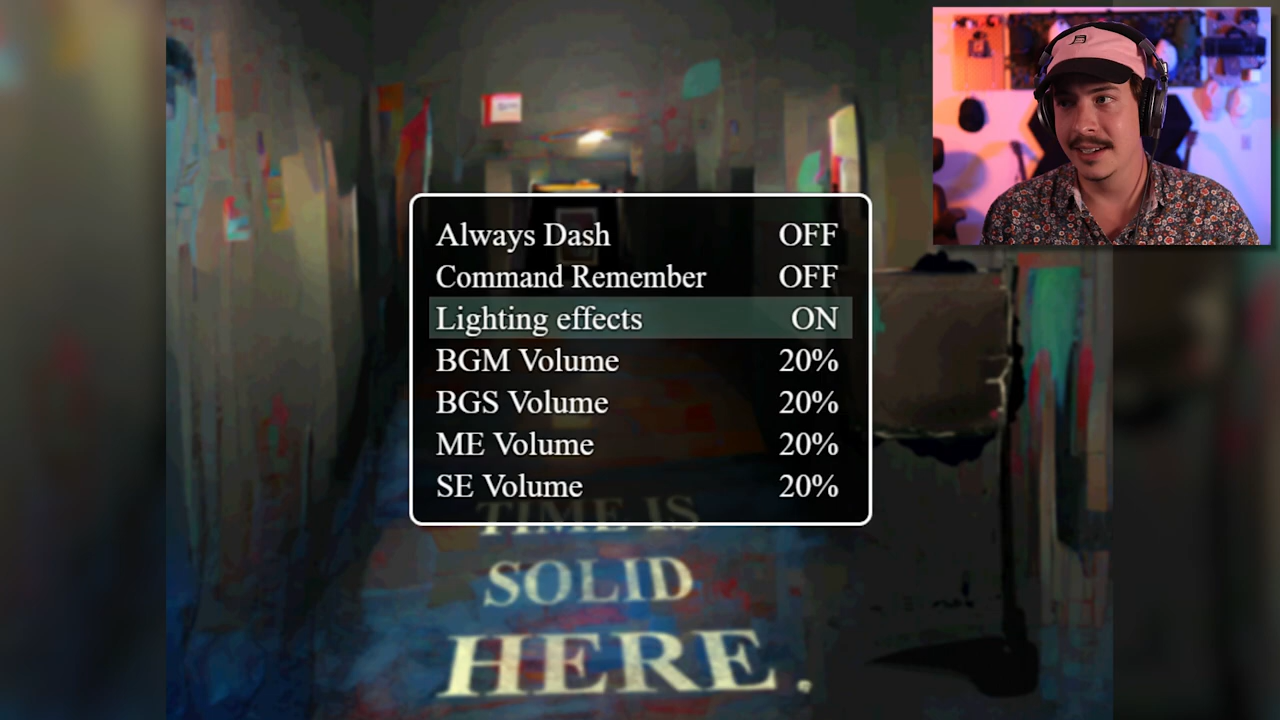 Always Dash OFF
Command Remember OFF
Lighting effects ON
BGM Volume 20%
BGS Volume 20%
ME Volume 20%
SE Volume 20%
TIME IS
SOLID
HERE.